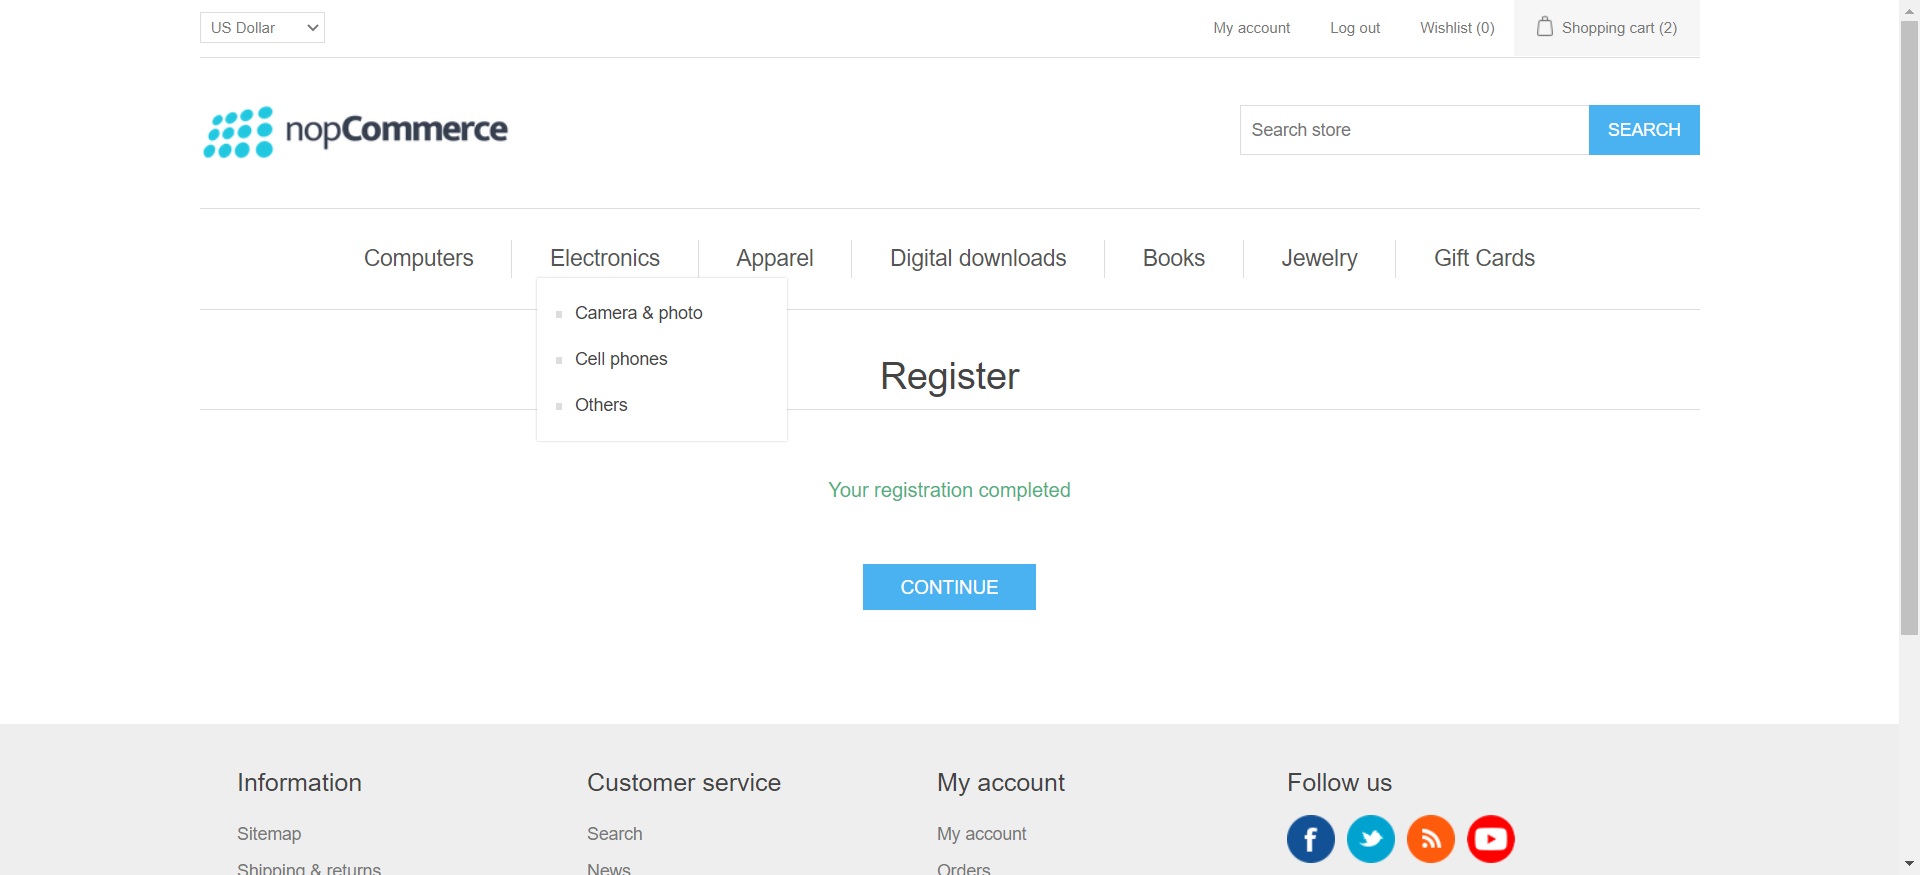 US Dollar
My account
Log out
Wishlist (0)
Shopping cart (2)
nopCommerce
Search store
SEARCH
Computers
Electronics
Apparel
Digital downloads
Books
Jewelry
Gift Cards
Camera & photo
Cell phones
Others
Register
Your registration completed
CONTINUE
Information
Customer service
My account
Follow us
Sitemap
Search
My account
Shipping & returns
News
Orders